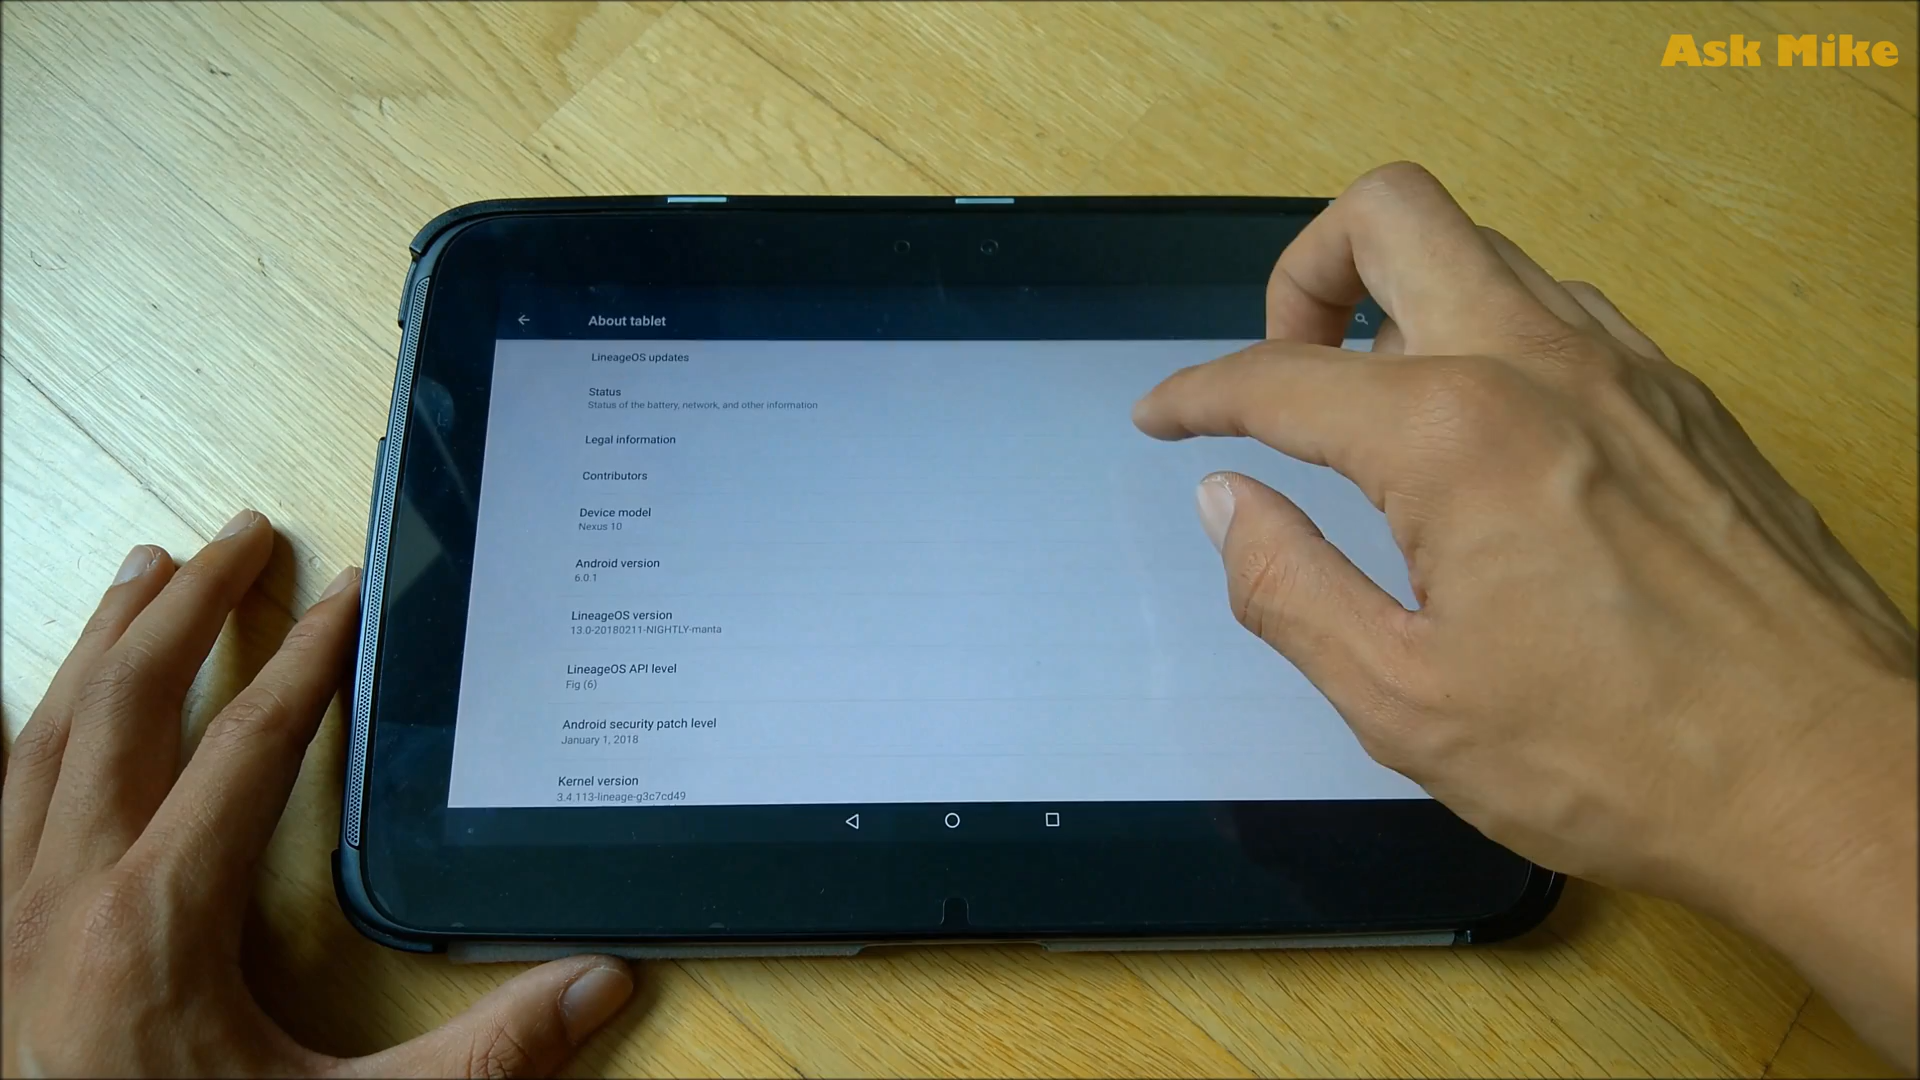 Ask Mike
About tablet
LineageOS updates
Status
Status of the battery, network, and other information
Legal information
Contributors
Device model
Nexus 10
Android version
6.0.1
LineageOS version
13.0-20180211-NIGHTLY-manta
LineageOS API level
Fig (6)
Android security patch level
January 1, 2018
Kernel version
3.4.113-lineage-g3c7cd49